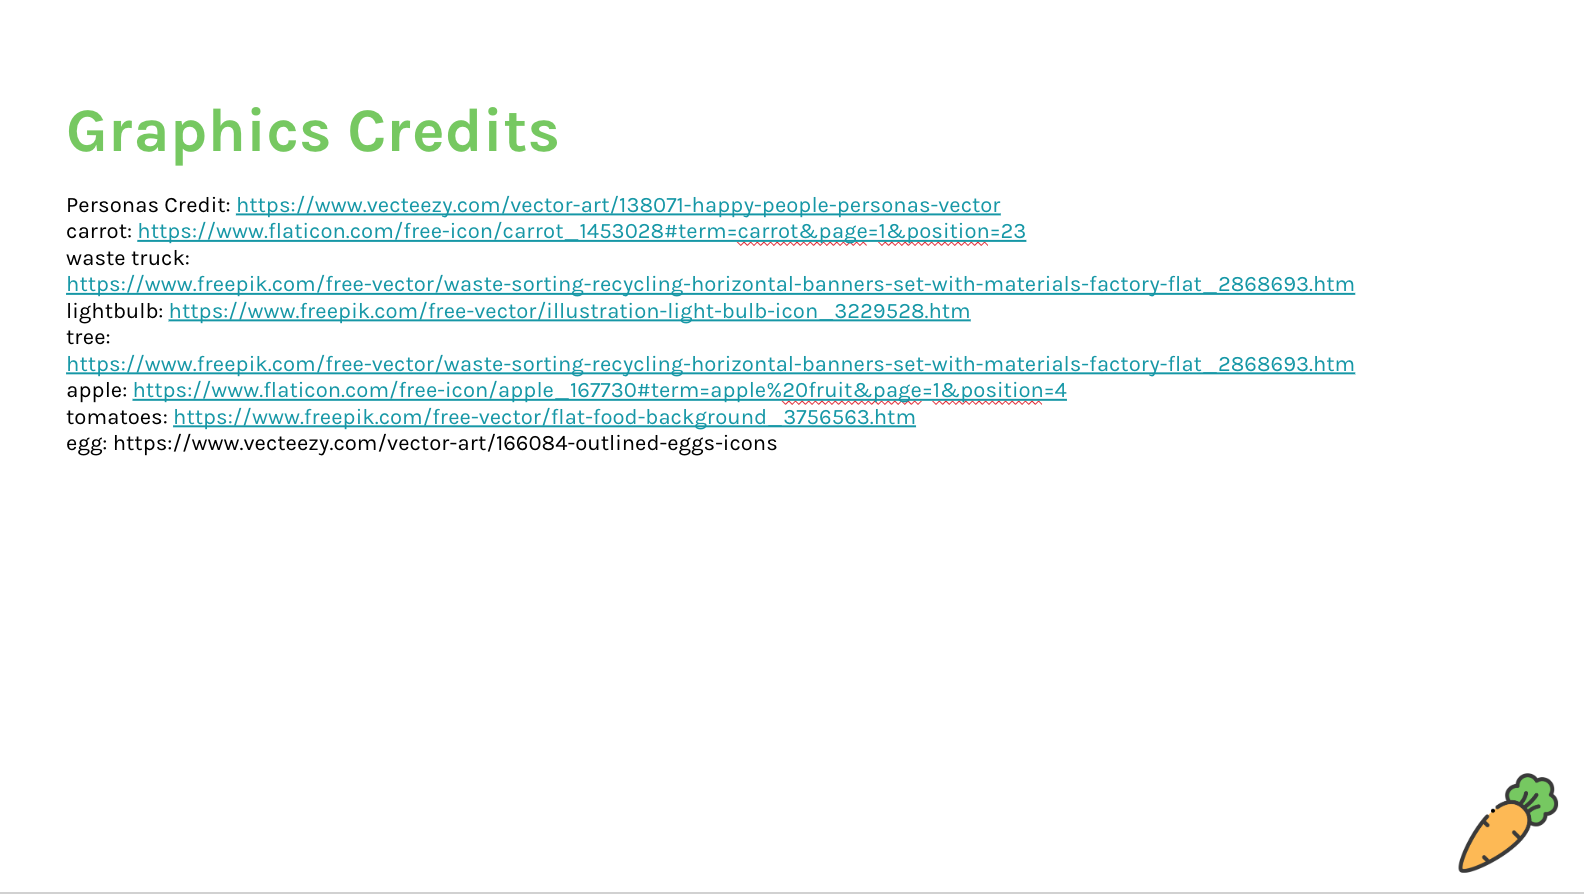 Graphics Credits
Personas Credit: https://www.vecteezy.com/vector-art/138071-happy-people-personas-vector
carrot: https://www.flaticon.com/free-icon/carrot_1453028#term=carrot&page=1&position=23
waste truck:
https://www.freepik.com/free-vector/waste-sorting-recycling-horizontal-banners-set-with-materials-factory-flat_2868693.htm
lightbulb: https://www.freepik.com/free-vector/illustration-light-bulb-icon_3229528.htm
tree:
https://www.freepik.com/free-vector/waste-sorting-recycling-horizontal-banners-set-with-materials-factory-flat_2868693.htm
apple: https://www.flaticon.com/free-icon/apple_167730#term=apple%20fruit&page=1&position=4
tomatoes: https://www.freepik.com/free-vector/flat-food-background_3756563.htm
egg: https://www.vecteezy.com/vector-art/166084-outlined-eggs-icons